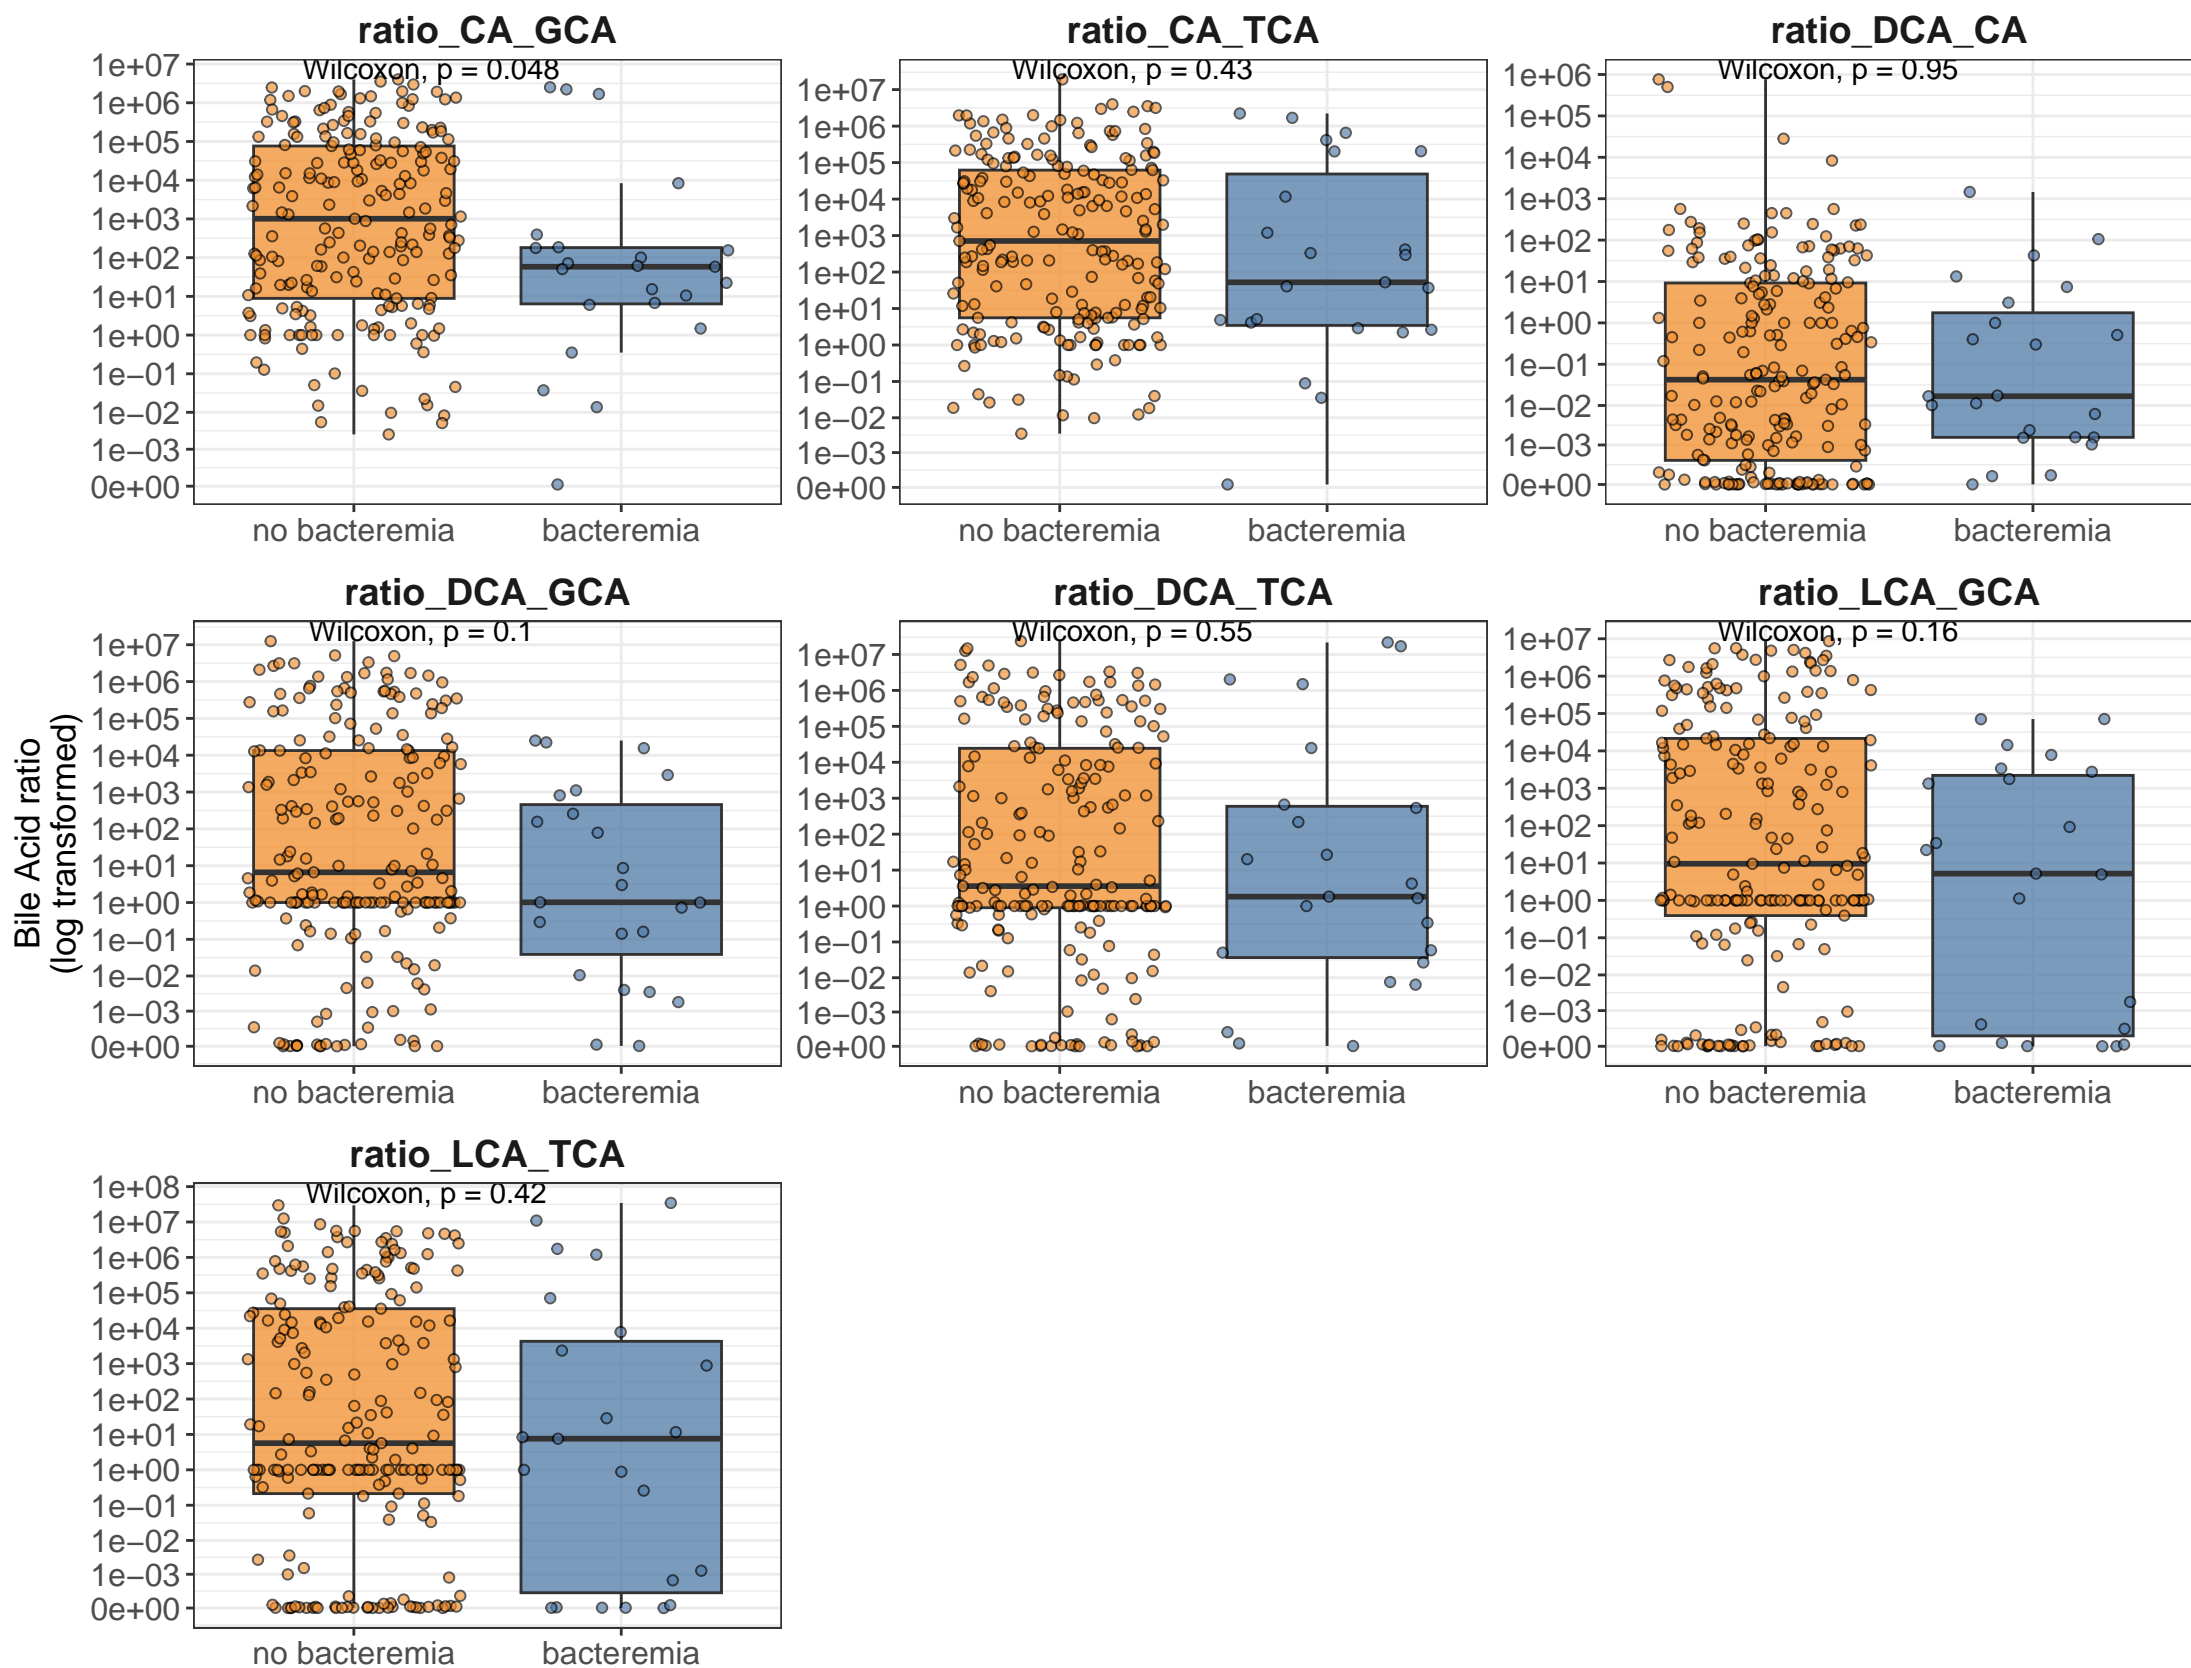 ratio_CA_GCA
Wilcoxon, p = 0.048
1e+07
1e+06
1e+05
1e+04
1e+03
1e+02
1e+01
1e+00
1e−01
1e−02
1e−03
0e+00
no bacteremia
bacteremia
ratio_CA_TCA
Wilcoxon, p = 0.43
1e+07
1e+06
1e+05
1e+04
1e+03
1e+02
1e+01
1e+00
1e−01
1e−02
1e−03
0e+00
no bacteremia
bacteremia
ratio_DCA_CA
Wilcoxon, p = 0.95
1e+06
1e+05
1e+04
1e+03
1e+02
1e+01
1e+00
1e−01
1e−02
1e−03
0e+00
no bacteremia
bacteremia
Bile Acid ratio
(log transformed)
ratio_DCA_GCA
Wilcoxon, p = 0.1
1e+07
1e+06
1e+05
1e+04
1e+03
1e+02
1e+01
1e+00
1e−01
1e−02
1e−03
0e+00
no bacteremia
bacteremia
ratio_DCA_TCA
Wilcoxon, p = 0.55
1e+07
1e+06
1e+05
1e+04
1e+03
1e+02
1e+01
1e+00
1e−01
1e−02
1e−03
0e+00
no bacteremia
bacteremia
ratio_LCA_GCA
Wilcoxon, p = 0.16
1e+07
1e+06
1e+05
1e+04
1e+03
1e+02
1e+01
1e+00
1e−01
1e−02
1e−03
0e+00
no bacteremia
bacteremia
ratio_LCA_TCA
Wilcoxon, p = 0.42
1e+08
1e+07
1e+06
1e+05
1e+04
1e+03
1e+02
1e+01
1e+00
1e−01
1e−02
1e−03
0e+00
no bacteremia
bacteremia